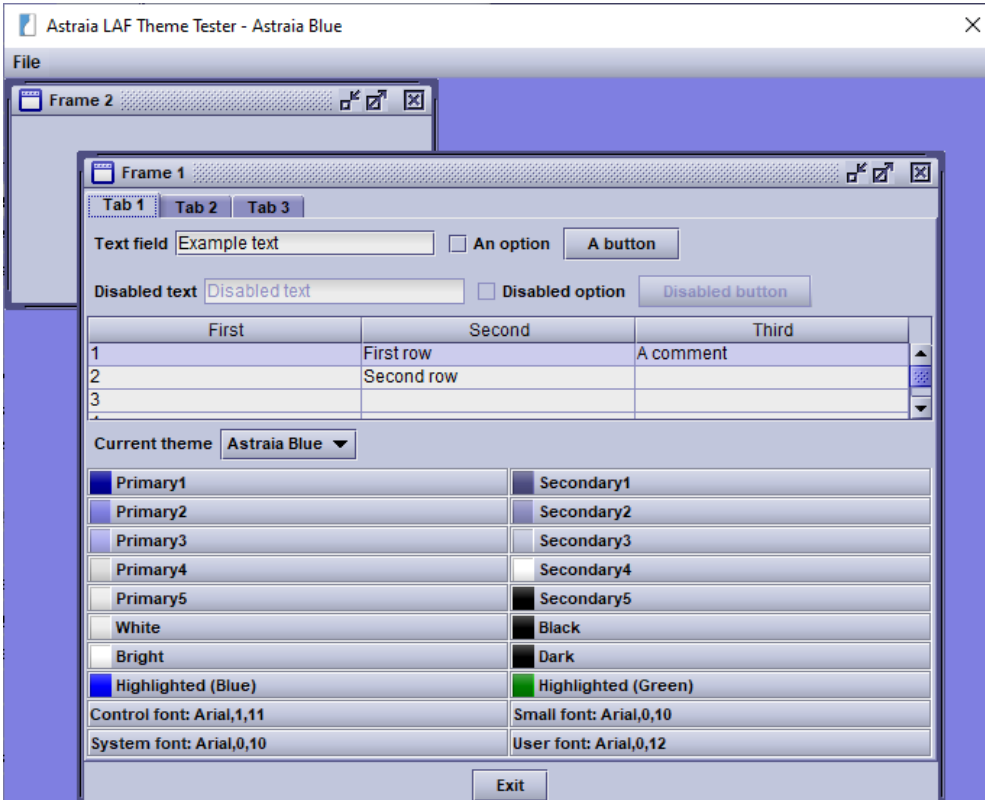 Astraia LAF Theme Tester - Astraia Blue
File
Frame 2
Frame 1
Tab 1 Tab 2 Tab 3
Text field Example text An option A button
Disabled text Disabled text Disabled option Disabled button
First Second Third
1 First row A comment
2 Second row
3
Current theme Astraia Blue
Primary1 Secondary1
Primary2 Secondary2
Primary3 Secondary3
Primary4 Secondary4
Primary5 Secondary5
White Black
Bright Dark
Highlighted (Blue) Highlighted (Green)
Control font: Arial,1,11 Small font: Arial,0,10
System font: Arial,0,10 User font: Arial,0,12
Exit